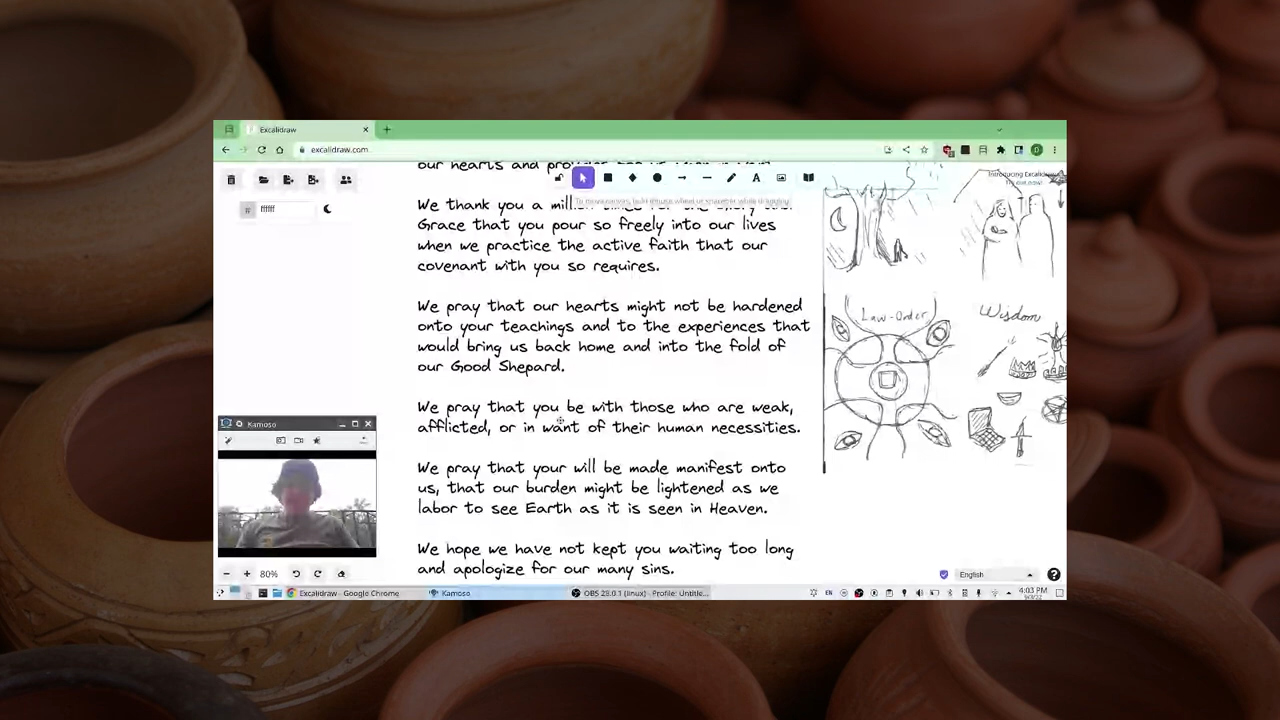 Excalidraw
excalidraw.com
our hearts and
Introducing Excalidraw
Try out now!
ffffff
We thank you a
Grace that you pour so freely into our lives
when we practice the active faith that our
covenant with you so requires.
We pray that our hearts might not be hardened
onto your teachings and to the experiences that
would bring us back home and into the fold of
our Good Shepard.
We pray that you be with those who are weak,
afflicted, or in want of their human necessities.
We pray that your will be made manifest onto
us, that our burden might be lightened as we
labor to see Earth as it is seen in Heaven.
We hope we have not kept you waiting too long
and apologize for our many sins.
Law-Order
Wisdom
Kamoso
80%
English
Excalidraw - Google Chrome
Kamoso
OBS 28.0.1 (linux) - Profile: Untitle...
EN
4:03 PM